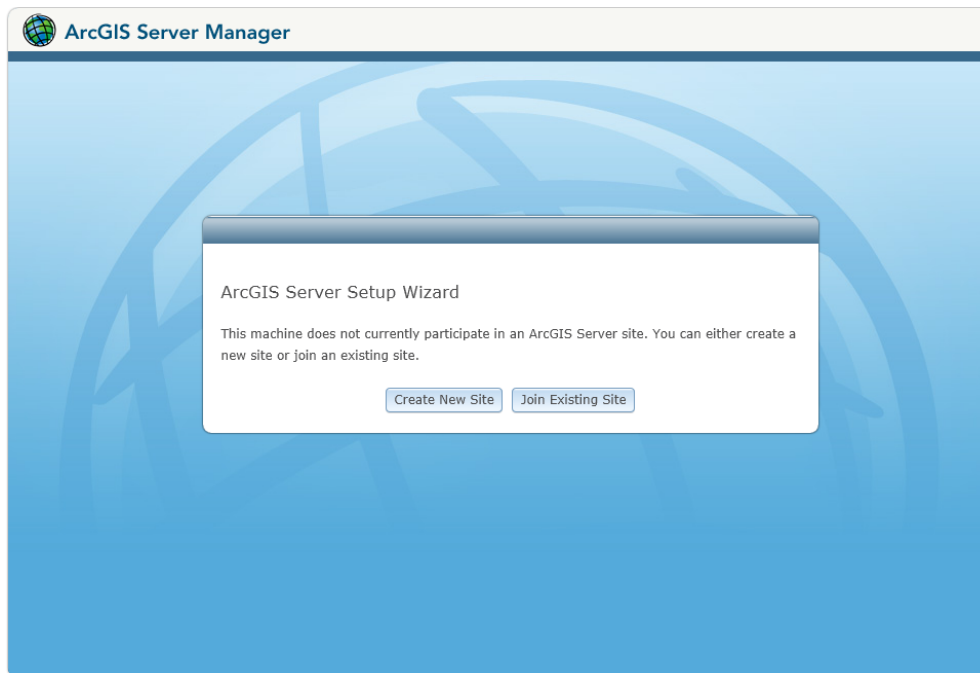 ArcGIS Server Manager
ArcGIS Server Setup Wizard
This machine does not currently participate in an ArcGIS Server site. You can either create a
new site or join an existing site.
Create New Site Join Existing Site